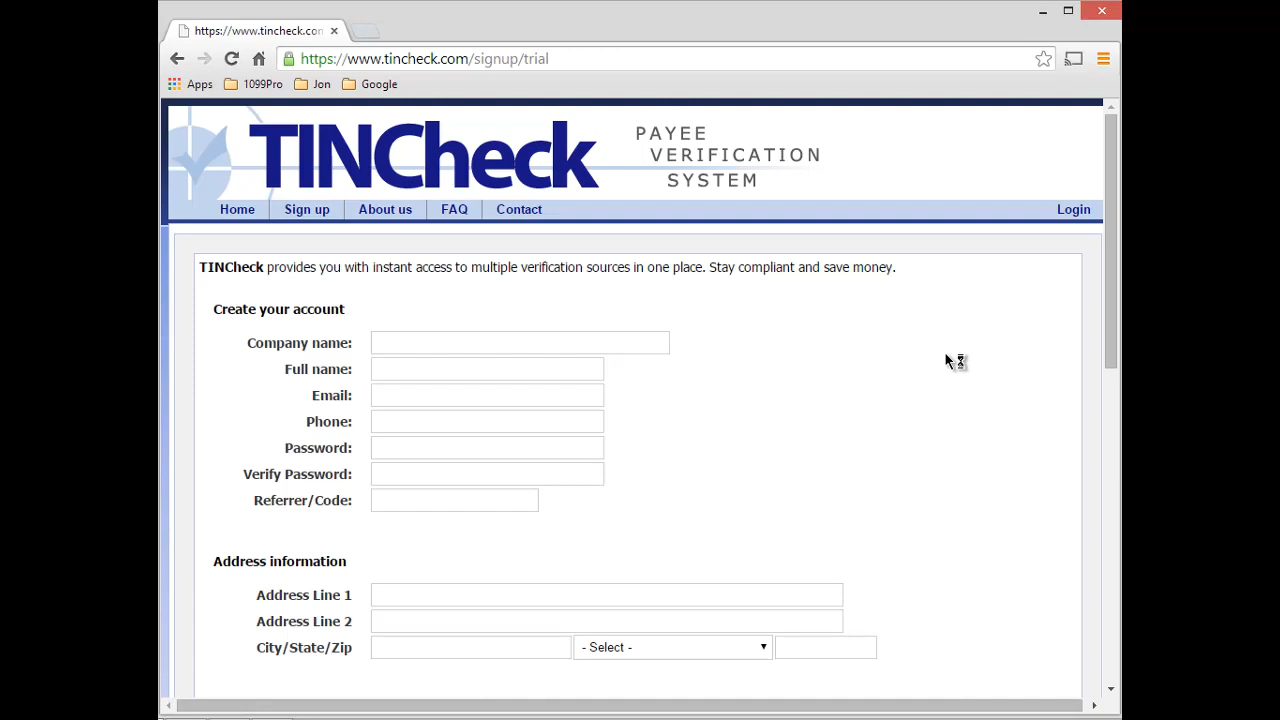 https://www.tincheck.con
https://www.tincheck.com/signup/trial
Apps 1099Pro Jon Google
TINCheck
PAYEE
VERIFICATION
SYSTEM
Home Sign up About us FAQ Contact Login
TINCheck provides you with instant access to multiple verification sources in one place. Stay compliant and save money.
Create your account
Company name:
Full name:
Email:
Phone:
Password:
Verify Password:
Referrer/Code:
Address information
Address Line 1
Address Line 2
City/State/Zip - Select -